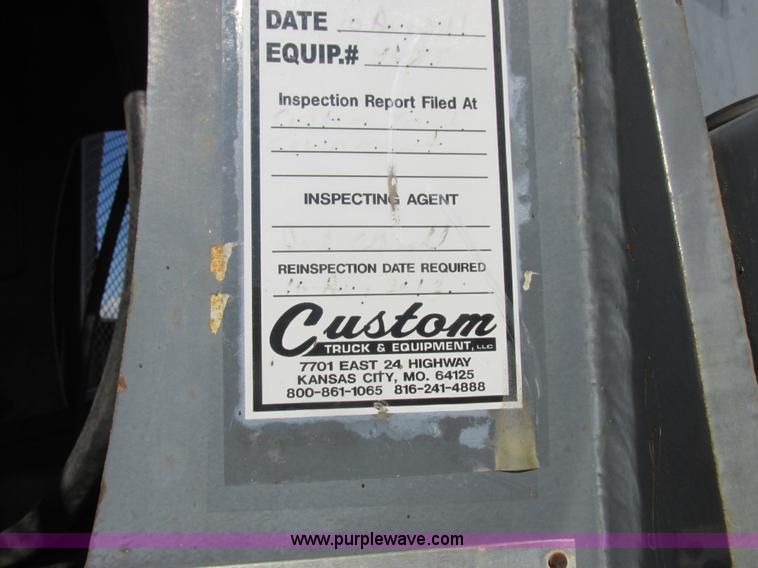 DATE
EQUIP.#
Inspection Report Filed At
INSPECTING AGENT
REINSPECTION DATE REQUIRED
Custom
TRUCK & EQUIPMENT, LLC
7701 EAST 24 HIGHWAY
KANSAS CITY, MO. 64125
800-861-1065 816-241-4888
www.purplewave.com